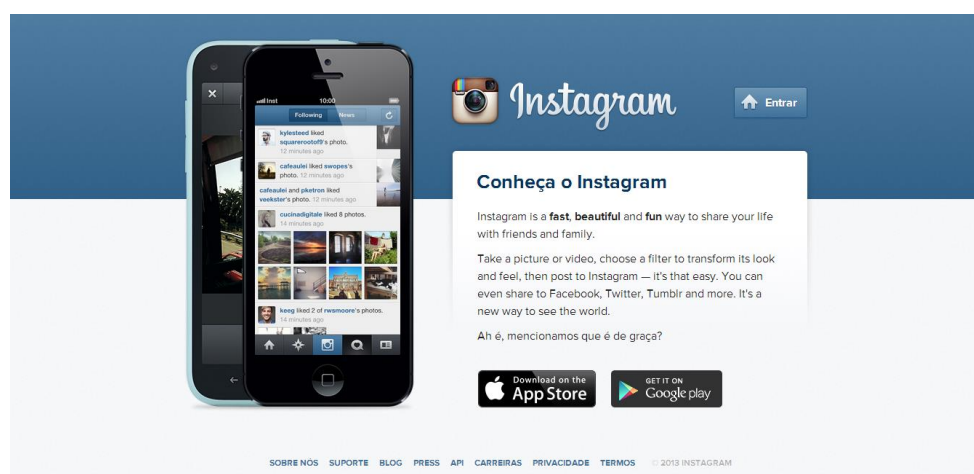 Inst 10:00
Following News
kylesteed liked
squarerootof9's photo.
12 minutes ago
cafeaulei liked swopes's
photo. 12 minutes ago
cafeaulei and pketron liked
veekster's photo. 12 minutes ago
cucinadigitale liked 8 photos.
14 minutes ago
keeg liked 2 of rwamoore's photos.
14 minutes ago
Instagram
Entrar
Conheça o Instagram
Instagram is a fast, beautiful and fun way to share your life
with friends and family.
Take a picture or video, choose a filter to transform its look
and feel, then post to Instagram — it's that easy. You can
even share to Facebook, Twitter, Tumblr and more. It's a
new way to see the world.
Ah é, mencionamos que é de graça?
Download on the
App Store
GET IT ON
Google play
SOBRE NÓS SUPORTE BLOG PRESS API CARREIRAS PRIVACIDADE TERMOS © 2013 INSTAGRAM